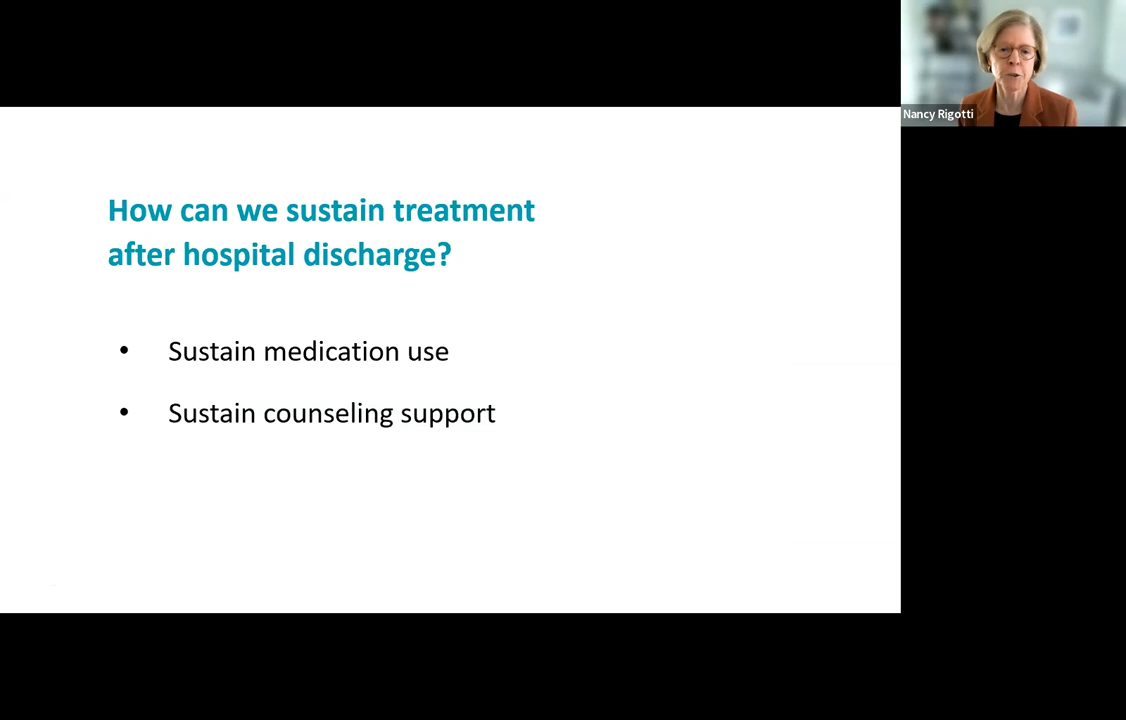 Nancy Rigotti
How can we sustain treatment
after hospital discharge?
• Sustain medication use
• Sustain counseling support